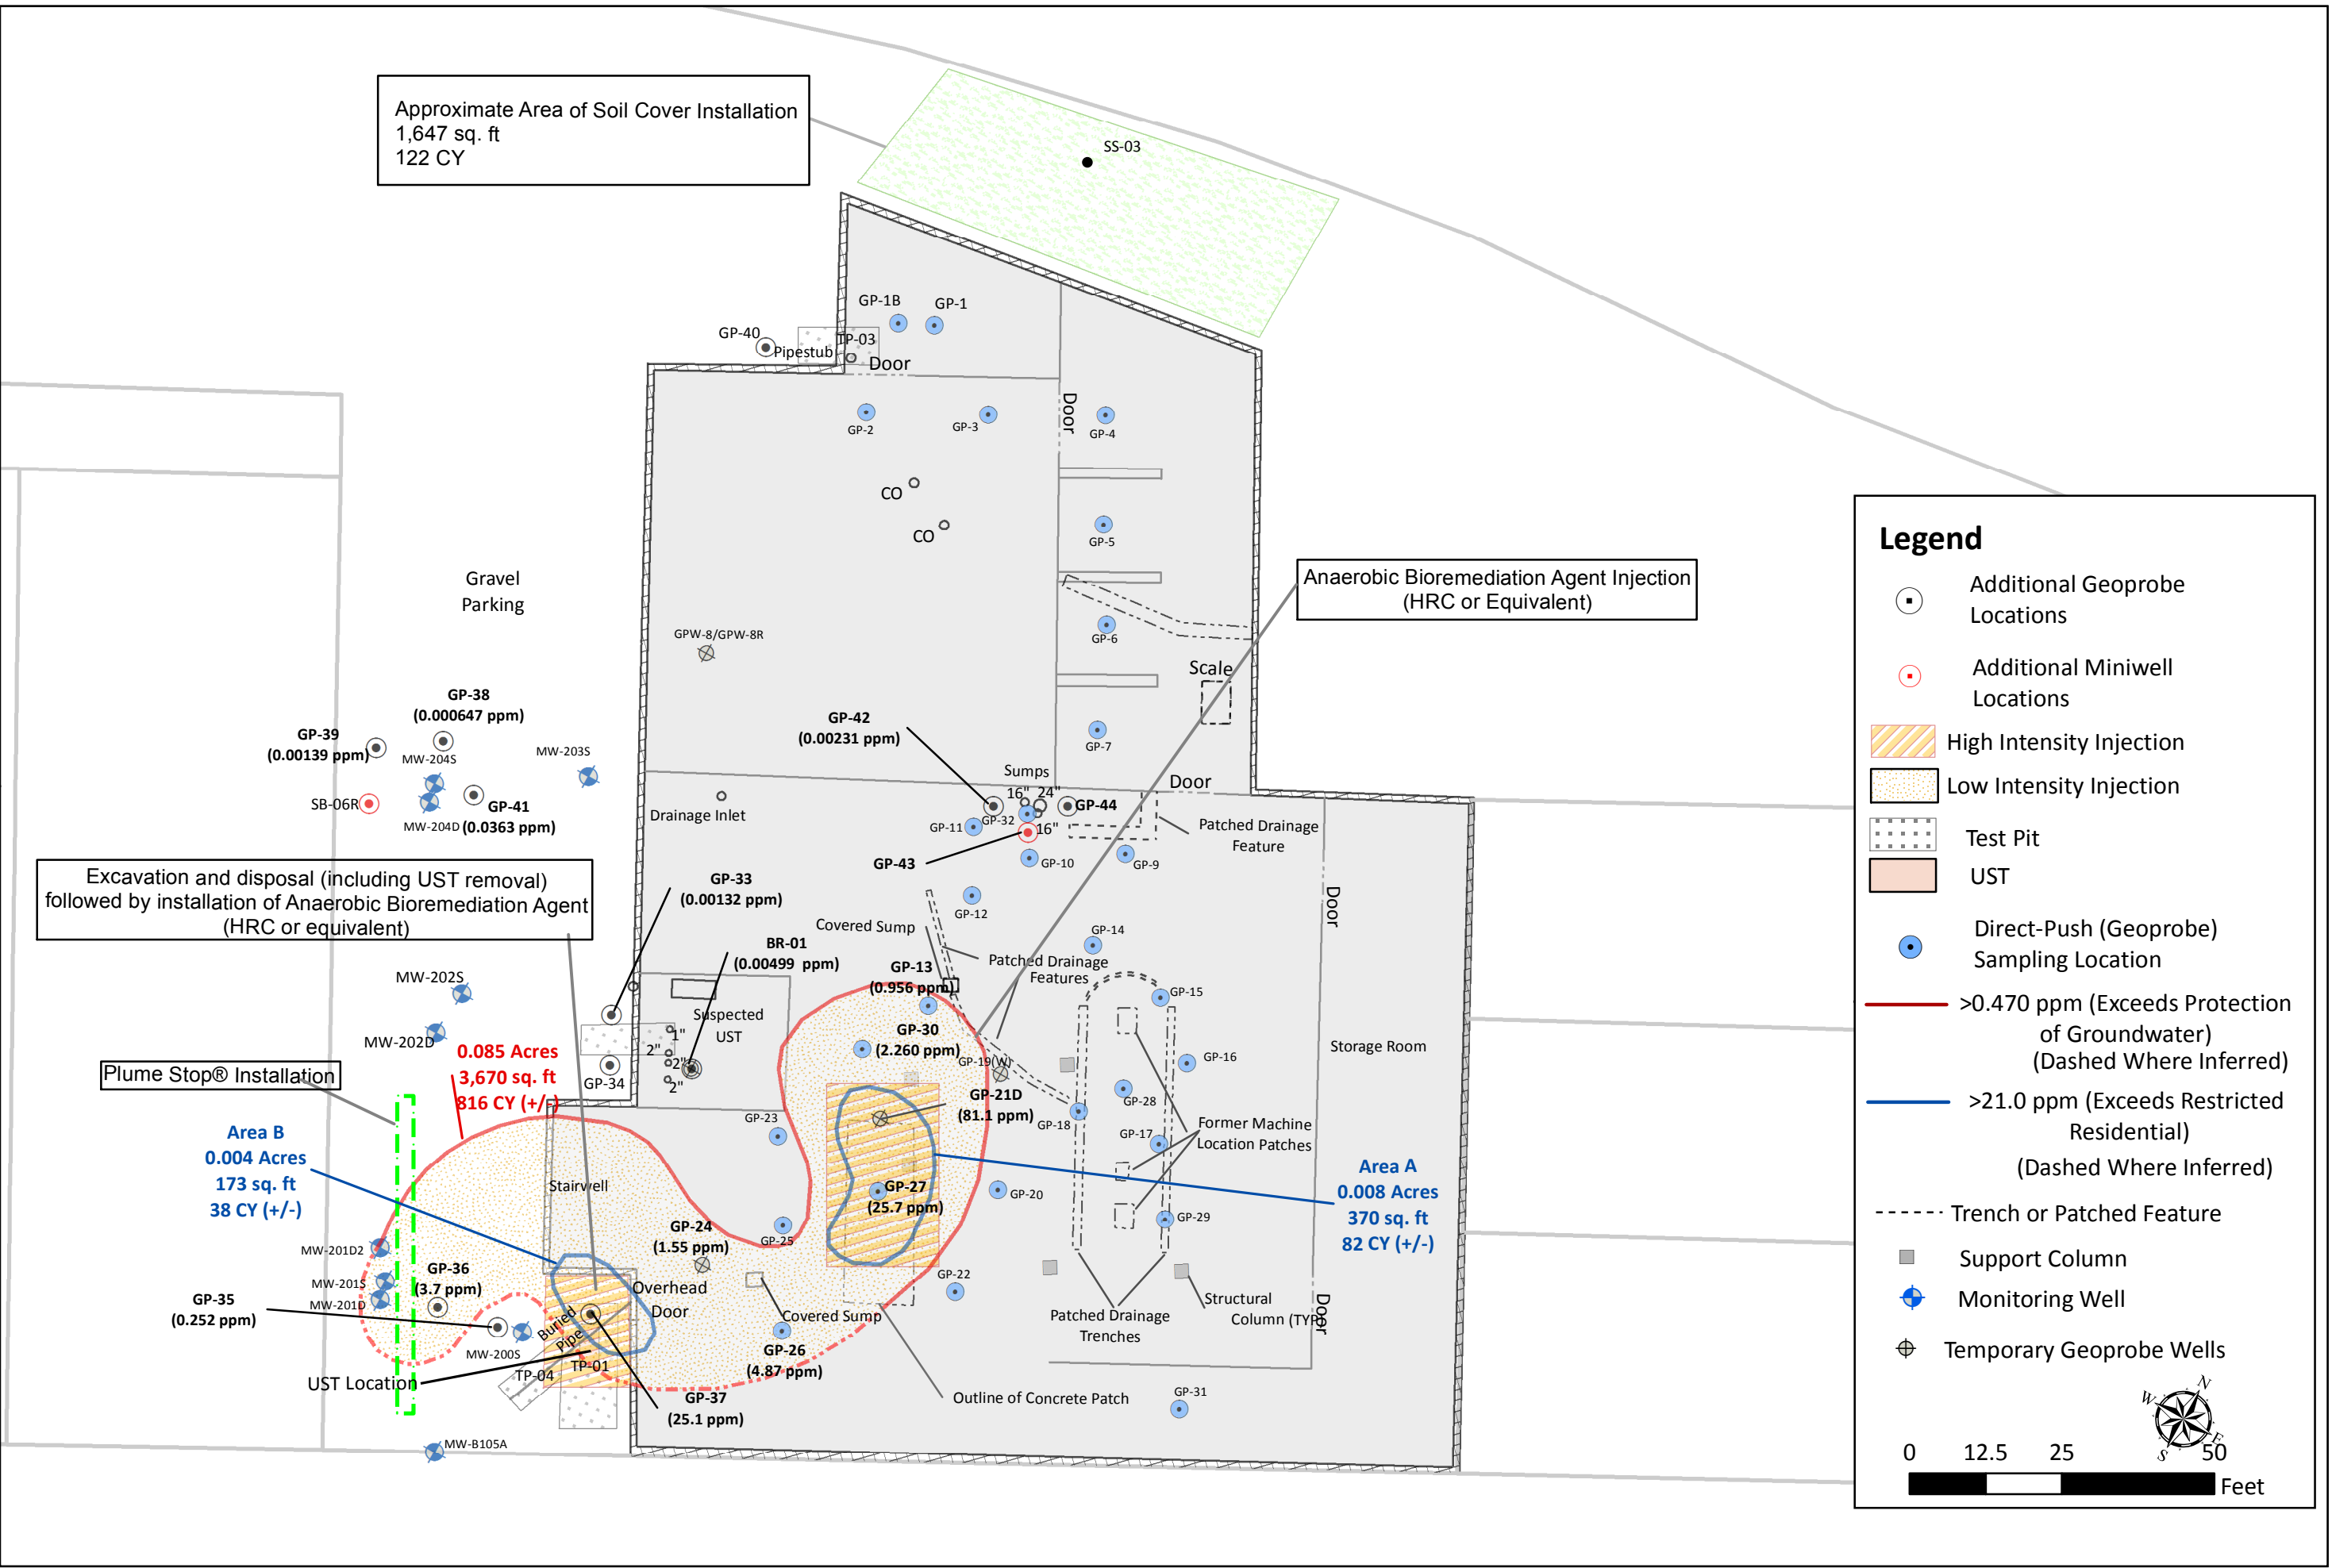 Approximate Area of Soil Cover Installation
1,647 sq. ft
122 CY
SS-03
GP-1B
GP-1
GP-40
Pipestub
TP-03
Door
GP-2
GP-3
Door
GP-4
CO
CO
GP-5
Gravel
Parking
Anaerobic Bioremediation Agent Injection
(HRC or Equivalent)
GPW-8/GPW-8R
GP-6
Scale
GP-38
(0.000647 ppm)
GP-39
(0.00139 ppm)
MW-204S
MW-203S
SB-06R
MW-204D
GP-41
(0.0363 ppm)
GP-42
(0.00231 ppm)
GP-7
Sumps
16"
24"
Door
Drainage Inlet
GP-44
GP-11
GP-32
16"
Patched Drainage
Feature
GP-43
GP-10
GP-9
Excavation and disposal (including UST removal)
followed by installation of Anaerobic Bioremediation Agent
(HRC or equivalent)
GP-33
(0.00132 ppm)
GP-12
Door
Covered Sump
GP-14
BR-01
(0.00499 ppm)
Patched Drainage
Features
GP-13
(0.956 ppm)
MW-202S
GP-15
Suspected
UST
1"
2"
2"
2"
MW-202D
GP-30
(2.260 ppm)
GP-19(W)
GP-16
Storage Room
GP-34
0.085 Acres
3,670 sq. ft
816 CY (+/-)
Plume Stop® Installation
GP-21D
(81.1 ppm)
GP-28
GP-23
GP-18
GP-17
Former Machine
Location Patches
Area B
0.004 Acres
173 sq. ft
38 CY (+/-)
Area A
0.008 Acres
370 sq. ft
82 CY (+/-)
Stairwell
GP-27
(25.7 ppm)
GP-20
GP-24
(1.55 ppm)
GP-25
GP-29
MW-201D2
MW-201S
MW-201D
GP-36
(3.7 ppm)
GP-22
Overhead
Door
GP-35
(0.252 ppm)
Buried
Pipe
Covered Sump
Patched Drainage
Trenches
Structural
Column (TYP)
Door
MW-200S
GP-26
(4.87 ppm)
TP-01
TP-04
UST Location
GP-37
(25.1 ppm)
Outline of Concrete Patch
GP-31
MW-B105A
Legend
Additional Geoprobe
Locations
Additional Miniwell
Locations
High Intensity Injection
Low Intensity Injection
Test Pit
UST
Direct-Push (Geoprobe)
Sampling Location
>0.470 ppm (Exceeds Protection
of Groundwater)
(Dashed Where Inferred)
>21.0 ppm (Exceeds Restricted
Residential)
(Dashed Where Inferred)
Trench or Patched Feature
Support Column
Monitoring Well
Temporary Geoprobe Wells
N
W
E
S
0 12.5 25 50
Feet